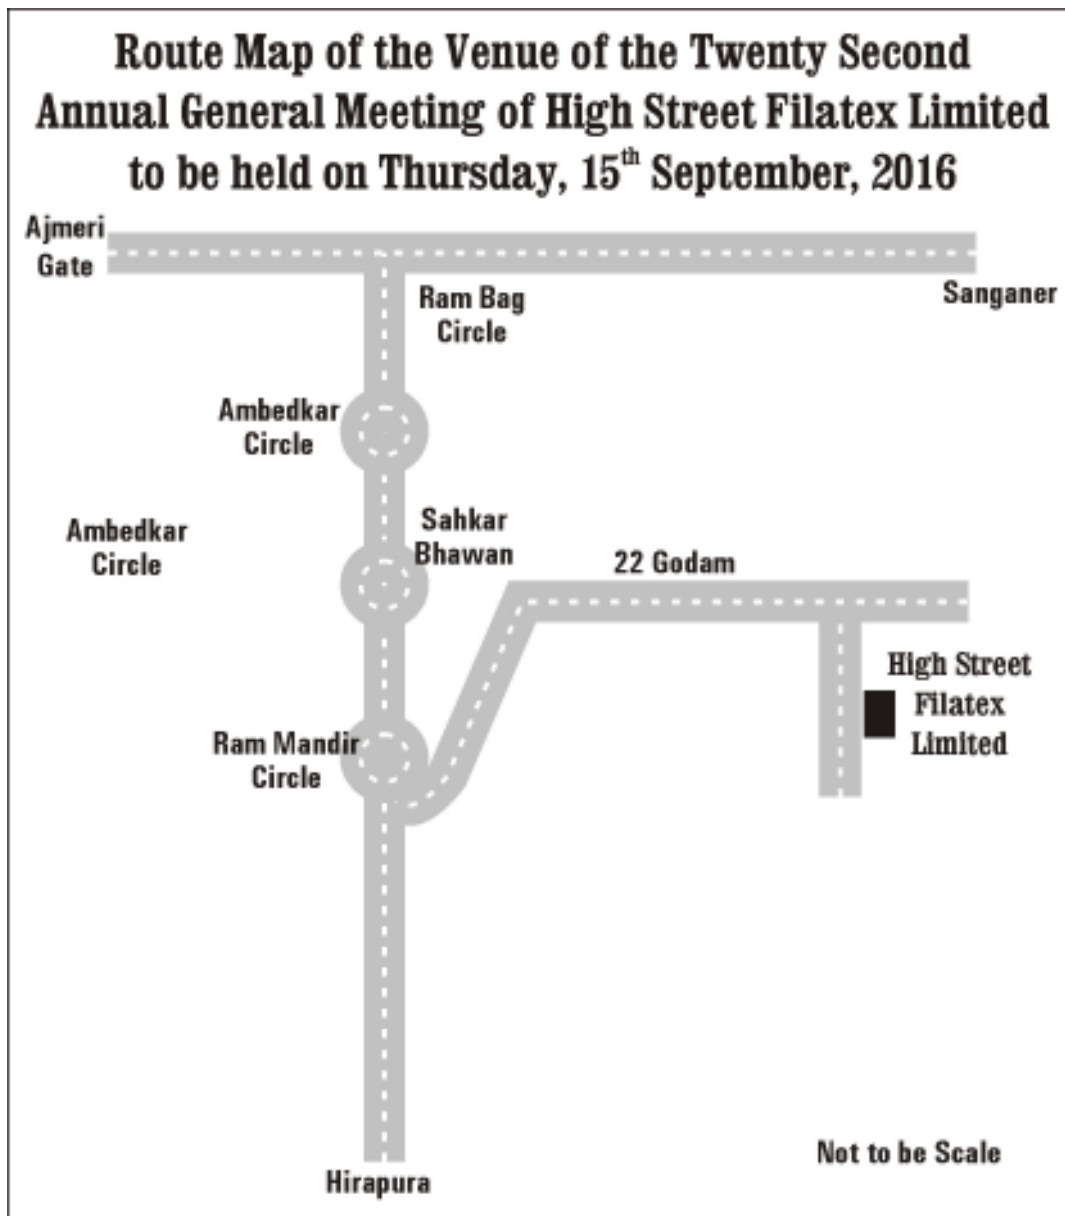 Route Map of the Venue of the Twenty Second
Annual General Meeting of High Street Filatex Limited
to be held on Thursday, 15th September, 2016
Ajmeri
Gate
Sanganer
Ram Bag
Circle
Ambedkar
Circle
Ambedkar
Circle
Sahkar
Bhawan
22 Godam
High Street
Filatex
Limited
Ram Mandir
Circle
Not to be Scale
Hirapura